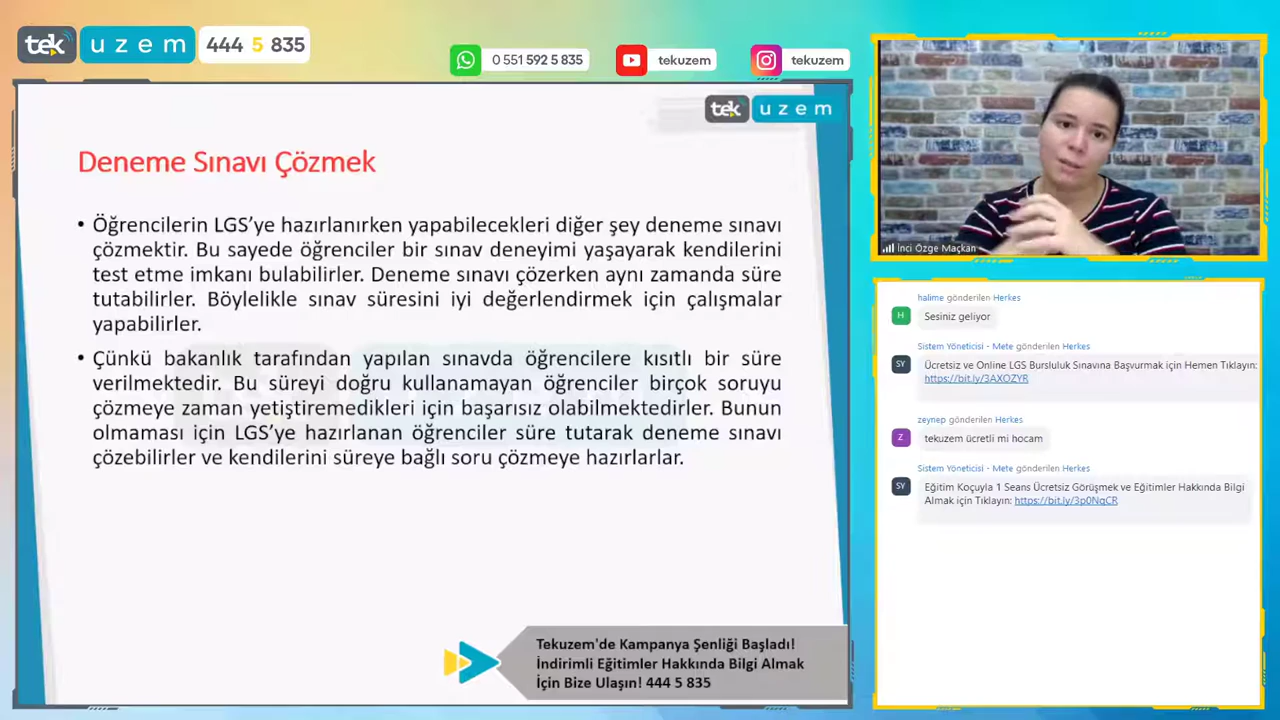 tek uzem 444 5 835
0 551 592 5 835
tekuzem
tekuzem
tek uzem
Deneme Sınavı Çözmek
• Öğrencilerin LGS’ye hazırlanırken yapabilecekleri diğer şey deneme sınavı
çözmektir. Bu sayede öğrenciler bir sınav deneyimi yaşayarak kendilerini
test etme imkanı bulabilirler. Deneme sınavı çözerken aynı zamanda süre
tutabilirler. Böylelikle sınav süresini iyi değerlendirmek için çalışmalar
yapabilirler.
• Çünkü bakanlık tarafından yapılan sınavda öğrencilere kısıtlı bir süre
verilmektedir. Bu süreyi doğru kullanamayan öğrenciler birçok soruyu
çözmeye zaman yetiştiremedikleri için başarısız olabilmektedirler. Bunun
olmaması için LGS’ye hazırlanan öğrenciler süre tutarak deneme sınavı
çözebilirler ve kendilerini süreye bağlı soru çözmeye hazırlarlar.
Tekuzem'de Kampanya Şenliği Başladı!
İndirimli Eğitimler Hakkında Bilgi Almak
İçin Bize Ulaşın! 444 5 835
İnci Özge Maçkan
halime gönderilen Herkes
H Sesiniz geliyor
Sistem Yöneticisi - Mete gönderilen Herkes
SY Ücretsiz ve Online LGS Bursluluk Sınavına Başvurmak için Hemen Tıklayın:
https://bit.ly/3AXOZYR
zeynep gönderilen Herkes
Z tekuzem ücretli mi hocam
Sistem Yöneticisi - Mete gönderilen Herkes
SY Eğitim Koçuyla 1 Seans Ücretsiz Görüşmek ve Eğitimler Hakkında Bilgi
Almak için Tıklayın: https://bit.ly/3p0NqCR